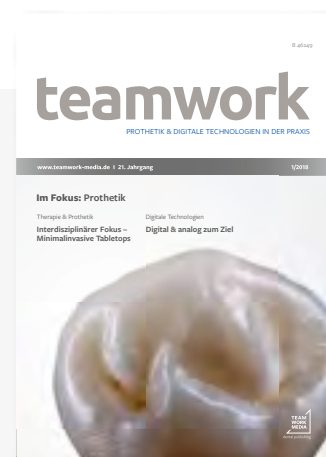 teamwork
PROTHETIK & DIGITALE TECHNOLOGIEN IN DER PRAXIS
www.teamwork-media.de I 21. Jahrgang 1/2018
Im Fokus: Prothetik
Therapie & Prothetik
Interdisziplinärer Fokus –
Minimalinvasive Tabletops
Digitale Technologien
Digital & analog zum Ziel
TEAM
WORK
MEDIA